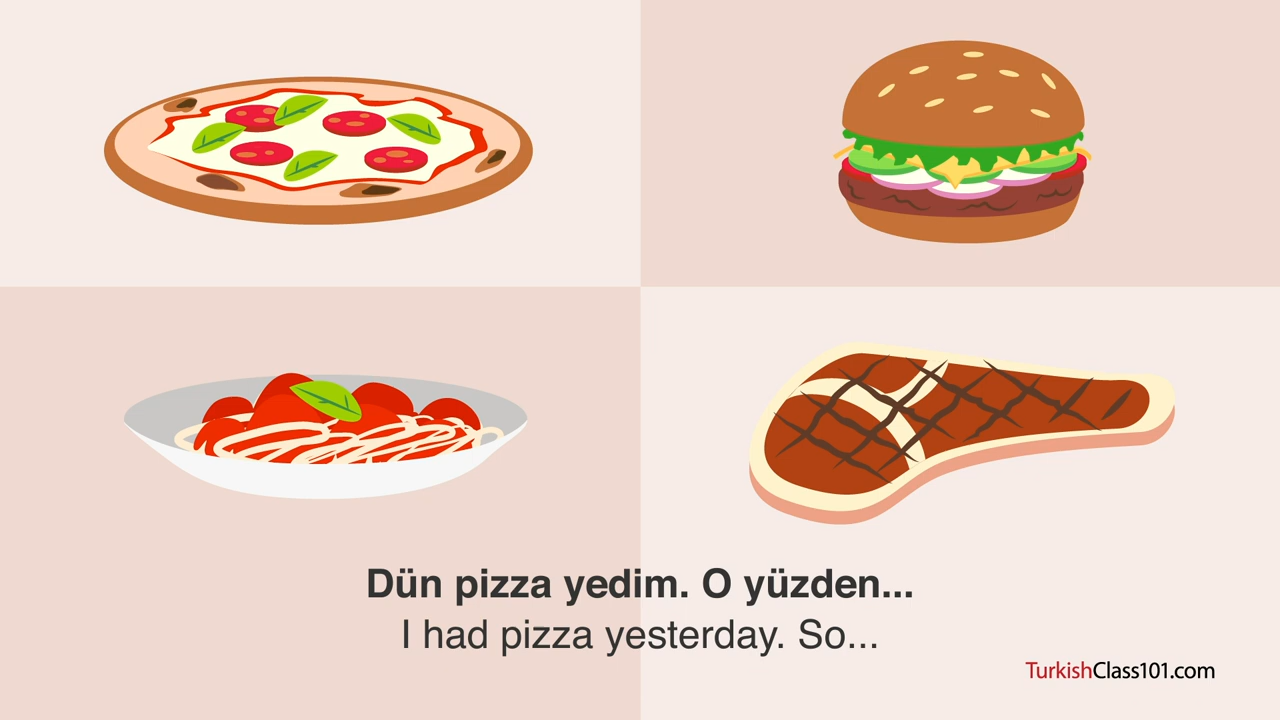 Dün pizza yedim. O yüzden...
I had pizza yesterday. So...
TurkishClass101.com